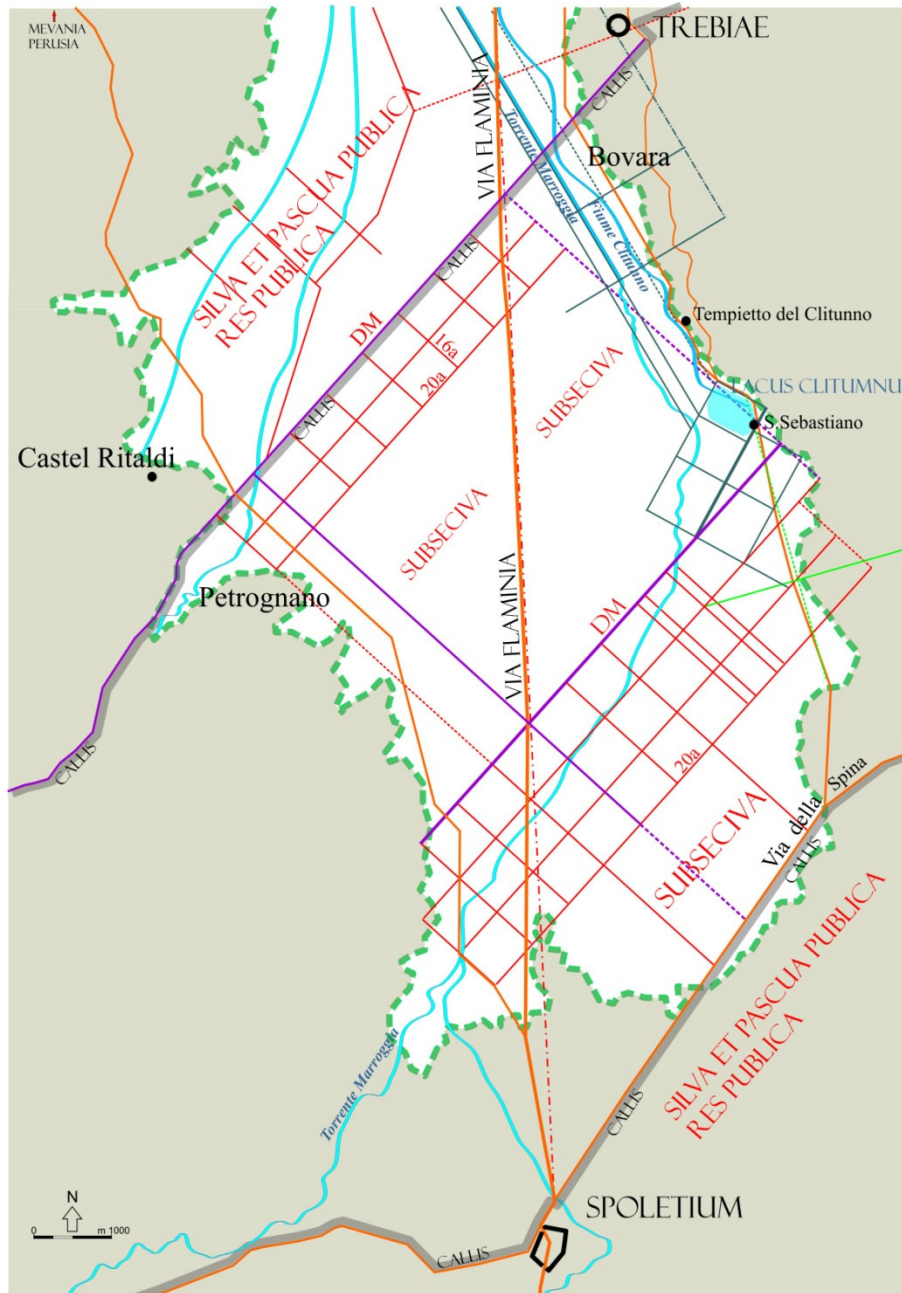 MEVANIA
PERUSIA
TREBIAE
CALLIS
SILVA ET PASCUA PUBLICA
RES PUBLICA
VIA FLAMINIA
Torrente Marroggia
Bovara
Fiume Clitunno
CALLIS
Tempietto del Clitunno
DM
16a
20a
SUBSECIVA
LACUS CLITUMNU
S.Sebastiano
CALLIS
Castel Ritaldi
SUBSECIVA
Petrognano
VIA FLAMINIA
DM
CALLIS
20a
Via della Spina
CALLIS
SUBSECIVA
SILVA ET PASCUA PUBLICA
RES PUBLICA
Torrente Marroggia
CALLIS
N
0 m 1000
SPOLETIUM
CALLIS